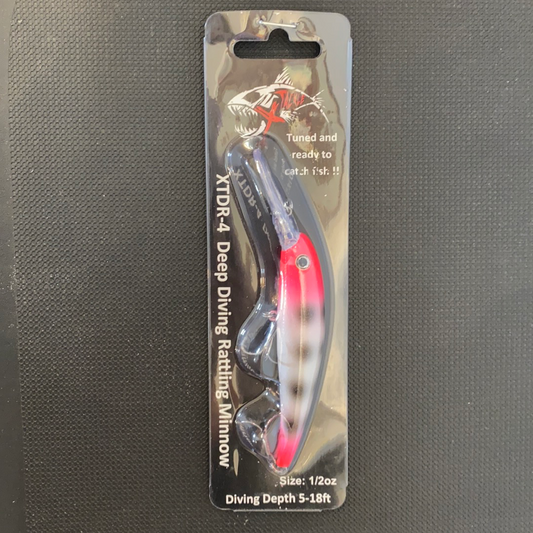 Tuned and
ready to
catch fish !!
XTDR-4 Deep Diving Rattling Minnow
Size: 1/2oz
Diving Depth 5-18ft